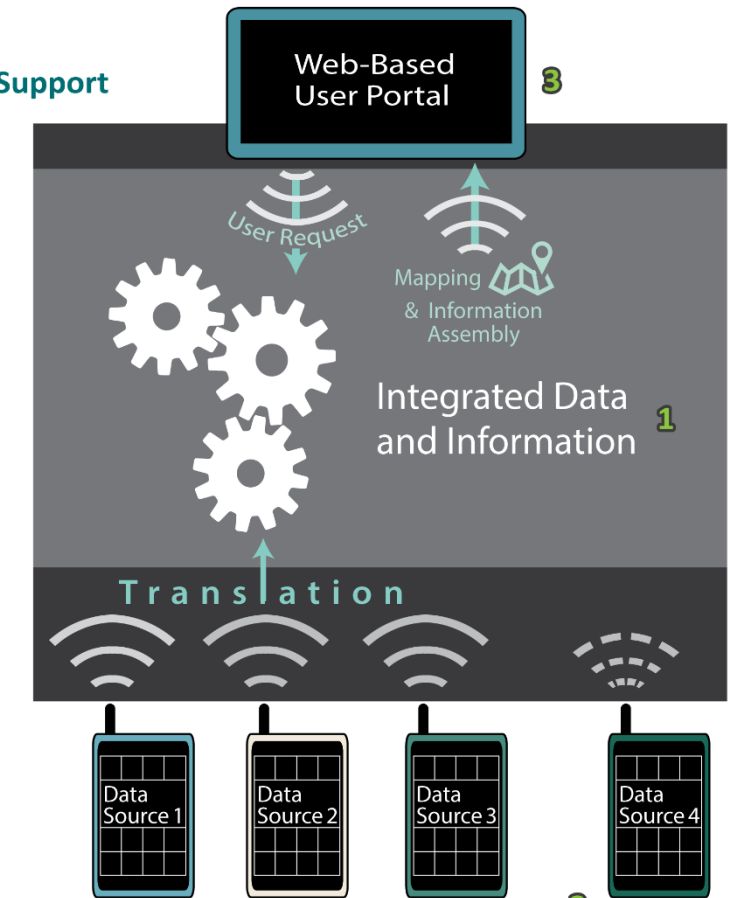 Support
Web-Based
User Portal
3
User Request
Mapping
& Information
Assembly
Integrated Data
and Information
1
Translation
Data
Source 1
Data
Source 2
Data
Source 3
Data
Source 4